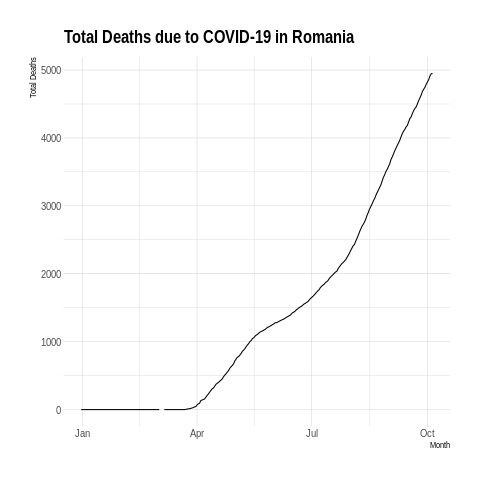 Total Deaths due to COVID-19 in Romania
Total Deaths
5000
4000
3000
2000
1000
0
Jan Apr Jul Oct
Month